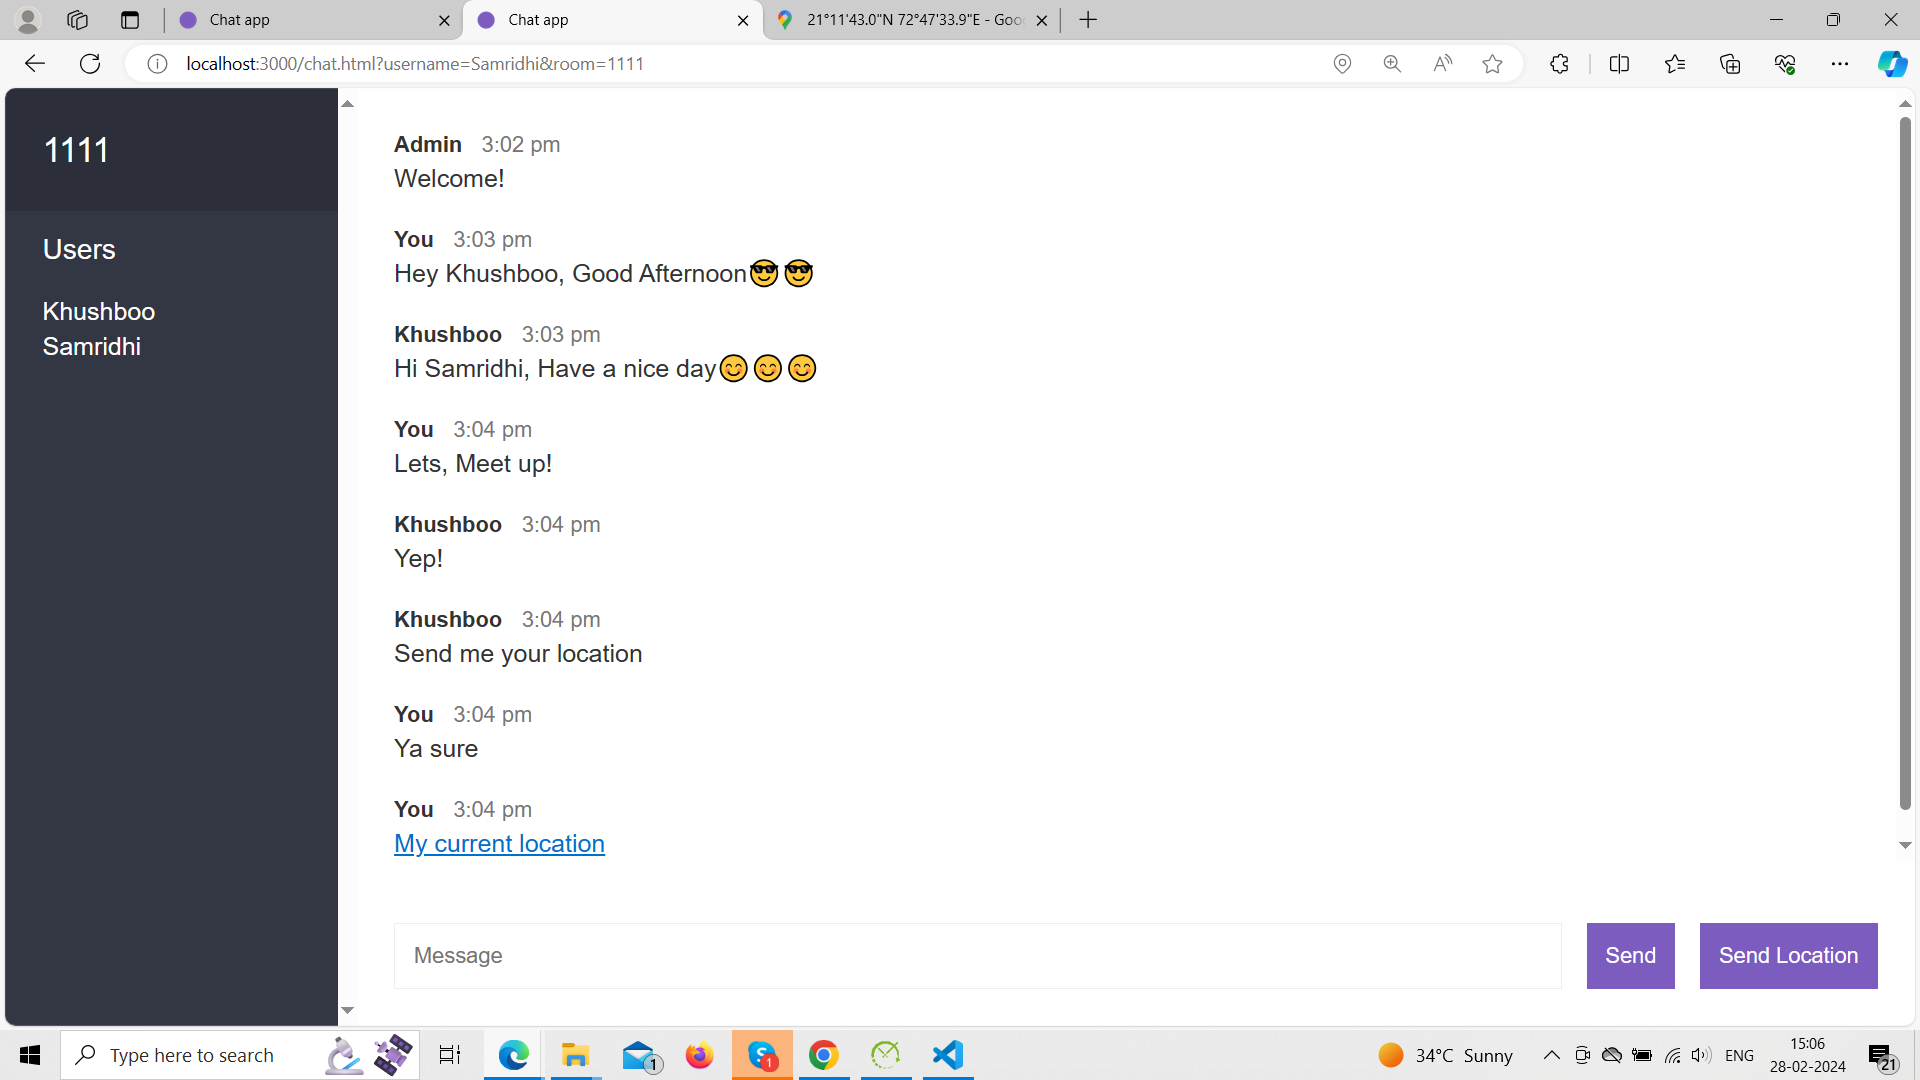 Chat app
Chat app
21°11'43.0"N 72°47'33.9"E - Goo
localhost:3000/chat.html?username=Samridhi&room=1111
1111
Users
Khushboo
Samridhi
Admin 3:02 pm
Welcome!
You 3:03 pm
Hey Khushboo, Good Afternoon😎😎
Khushboo 3:03 pm
Hi Samridhi, Have a nice day😊😊😊
You 3:04 pm
Lets, Meet up!
Khushboo 3:04 pm
Yep!
Khushboo 3:04 pm
Send me your location
You 3:04 pm
Ya sure
You 3:04 pm
My current location
Message
Send
Send Location
Type here to search
1
1
34°C Sunny
ENG
15:06
28-02-2024
21